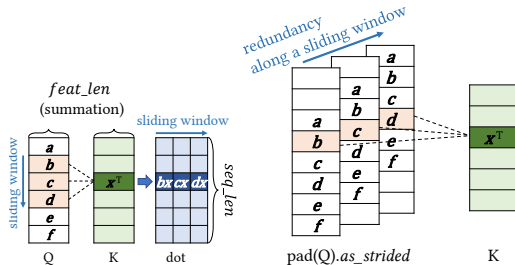 feat_len
(summation)
sliding window
a
b
c
d
e
f
Q
x^T
K
sliding window
bx cx dx
seq_len
dot
redundancy
along a sliding window
a
b
c
d
e
f
a
b
c
d
e
f
a
b
c
d
e
f
pad(Q).as_strided
x^T
K